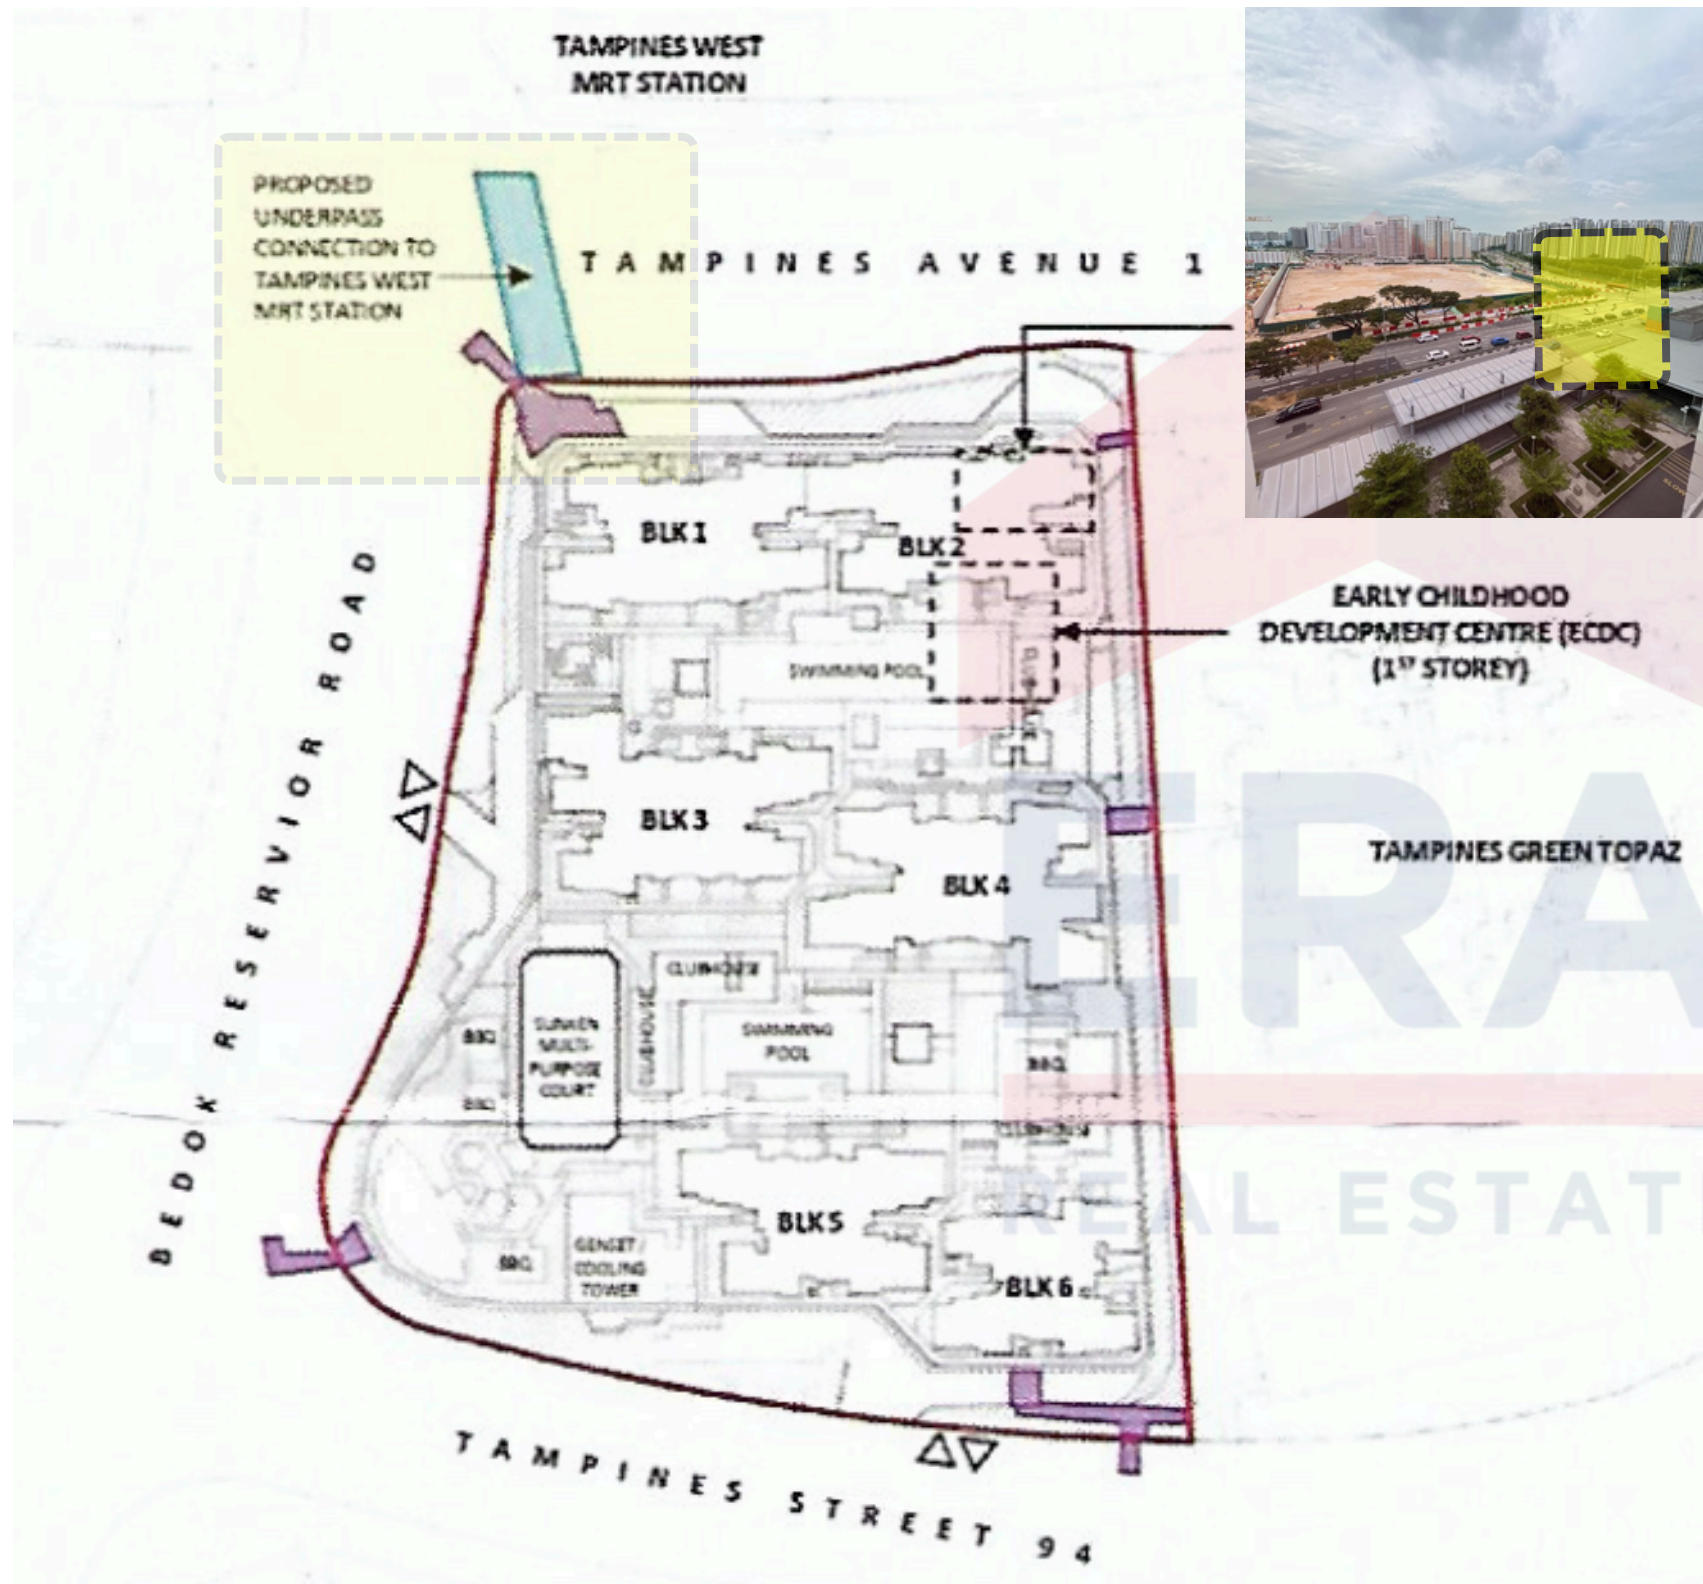 TAMPINES WEST
MRT STATION
PROPOSED
UNDERPASS
CONNECTION TO
TAMPINES WEST
MRT STATION
TAMPINES AVENUE 1
BLK 1
BLK 2
EARLY CHILDHOOD
DEVELOPMENT CENTRE (ECDC)
(1ST STOREY)
SWIMMING POOL
BEDOK RESERVIOR ROAD
BLK 3
BLK 4
TAMPINES GREEN TOPAZ
ERA
CLUBHOUSE
CLUBHOUSE
SUNKEN
MULTI-
PURPOSE
COURT
SWIMMING
POOL
BBQ
BBQ
BBQ
CLUBHOUSE
REAL ESTAT
BLK 5
GENSET /
COOLING
TOWER
BBQ
BLK 6
TAMPINES STREET 94
SLOW